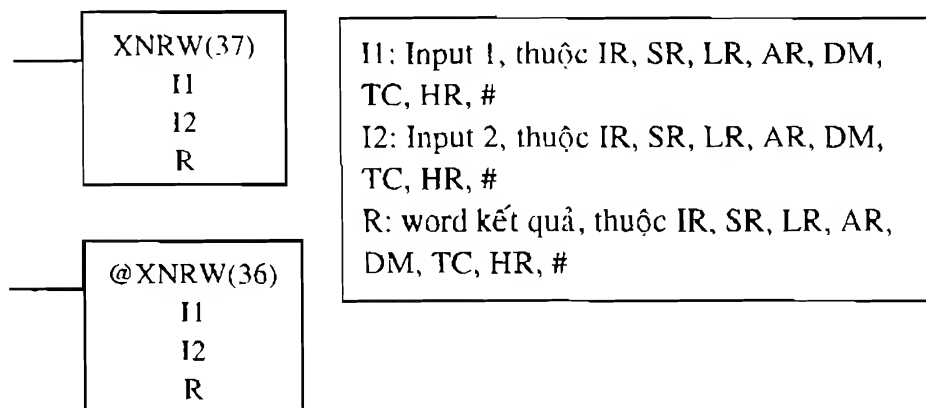 XNRW(37)
I1
I2
R
I1: Input 1, thuộc IR, SR, LR, AR, DM,
TC, HR, #
I2: Input 2, thuộc IR, SR, LR, AR, DM,
TC, HR, #
R: word kết quả, thuộc IR, SR, LR, AR,
DM, TC, HR, #
@XNRW(36)
I1
I2
R